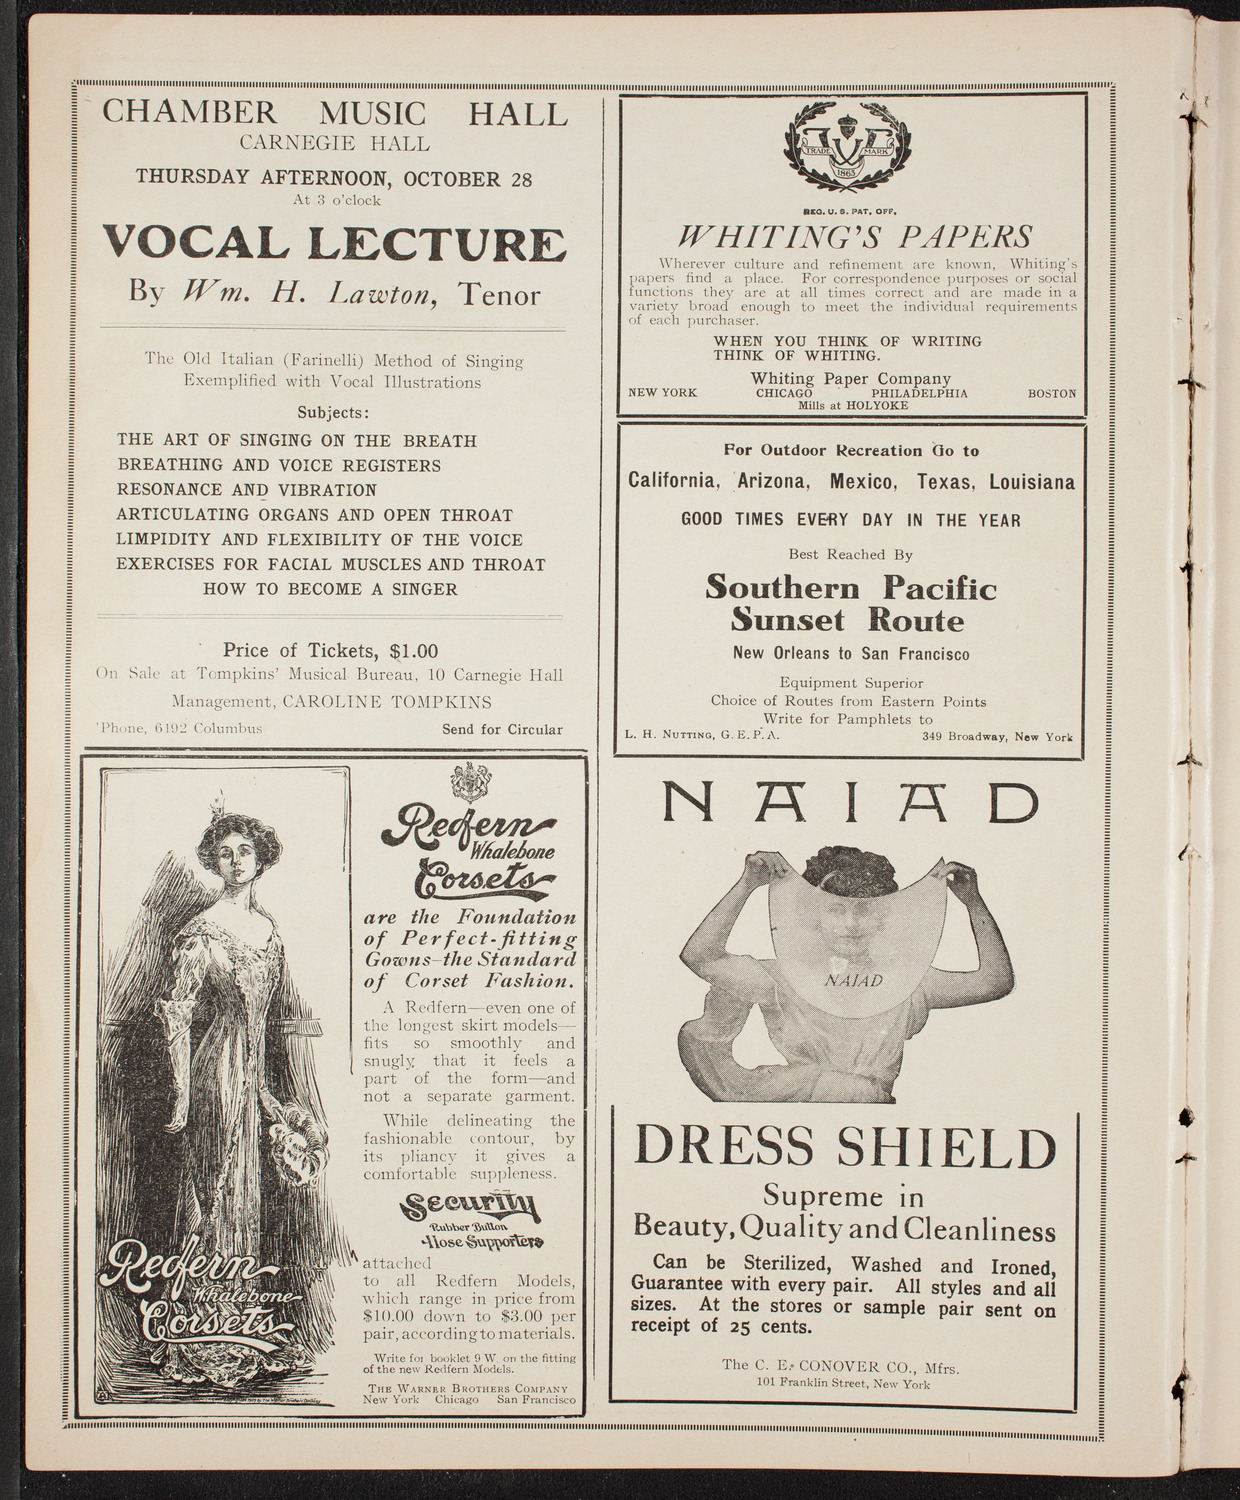 CHAMBER MUSIC HALL
CARNEGIE HALL
THURSDAY AFTERNOON, OCTOBER 28
At 3 o'clock
VOCAL LECTURE
By Wm. H. Lawton, Tenor
The Old Italian (Farinelli) Method of Singing
Exemplified with Vocal Illustrations
Subjects:
THE ART OF SINGING ON THE BREATH
BREATHING AND VOICE REGISTERS
RESONANCE AND VIBRATION
ARTICULATING ORGANS AND OPEN THROAT
LIMPIDITY AND FLEXIBILITY OF THE VOICE
EXERCISES FOR FACIAL MUSCLES AND THROAT
HOW TO BECOME A SINGER
Price of Tickets, $1.00
On Sale at Tompkins' Musical Bureau, 10 Carnegie Hall
Management, CAROLINE TOMPKINS
'Phone, 6192 Columbus Send for Circular
Redfern
Whalebone
Corsets
Redfern
Whalebone
Corsets
are the Foundation
of Perfect-fitting
Gowns—the Standard
of Corset Fashion.
A Redfern—even one of
the longest skirt models—
fits so smoothly and
snugly that it feels a
part of the form—and
not a separate garment.
While delineating the
fashionable contour, by
its pliancy it gives a
comfortable suppleness.
Security
Rubber Button
Hose Supporters
attached
to all Redfern Models,
which range in price from
$10.00 down to $3.00 per
pair, according to materials.
Write for booklet 9 W. on the fitting
of the new Redfern Models.
THE WARNER BROTHERS COMPANY
New York Chicago San Francisco
TRADE MARK
1865
REG. U. S. PAT. OFF.
WHITING'S PAPERS
Wherever culture and refinement are known, Whiting's
papers find a place. For correspondence purposes or social
functions they are at all times correct and are made in a
variety broad enough to meet the individual requirements
of each purchaser.
WHEN YOU THINK OF WRITING
THINK OF WHITING.
Whiting Paper Company
NEW YORK CHICAGO PHILADELPHIA BOSTON
Mills at HOLYOKE
For Outdoor Recreation Go to
California, Arizona, Mexico, Texas, Louisiana
GOOD TIMES EVERY DAY IN THE YEAR
Best Reached By
Southern Pacific
Sunset Route
New Orleans to San Francisco
Equipment Superior
Choice of Routes from Eastern Points
Write for Pamphlets to
L. H. NUTTING, G. E. P. A. 349 Broadway, New York
NAIAD
NAIAD
DRESS SHIELD
Supreme in
Beauty, Quality and Cleanliness
Can be Sterilized, Washed and Ironed,
Guarantee with every pair. All styles and all
sizes. At the stores or sample pair sent on
receipt of 25 cents.
The C. E. CONOVER CO., Mfrs.
101 Franklin Street, New York